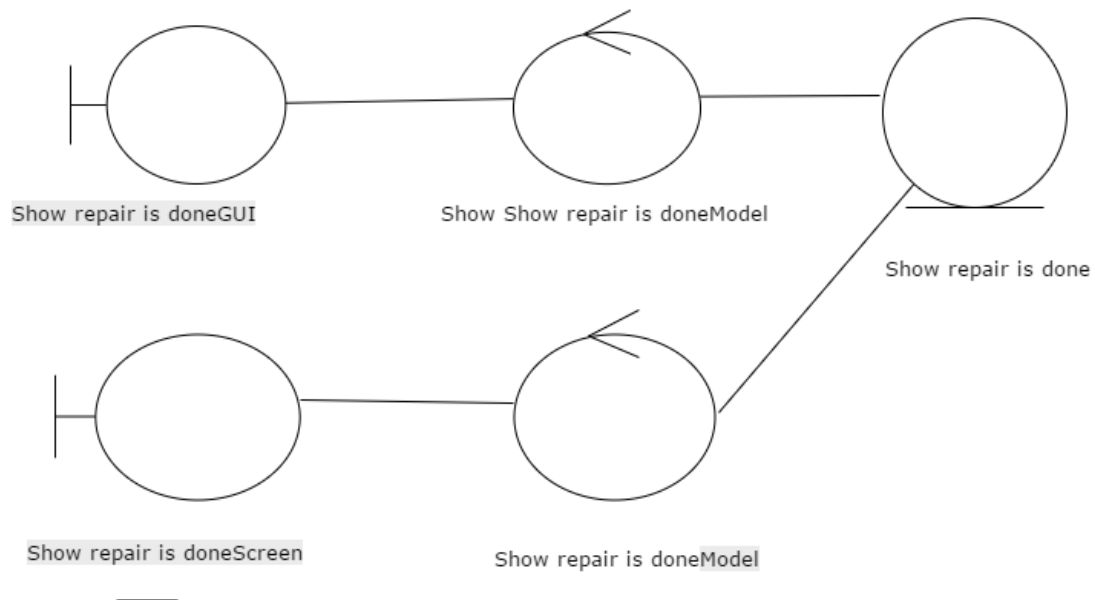 Show repair is doneGUI
Show Show repair is doneModel
Show repair is done
Show repair is doneScreen
Show repair is doneModel